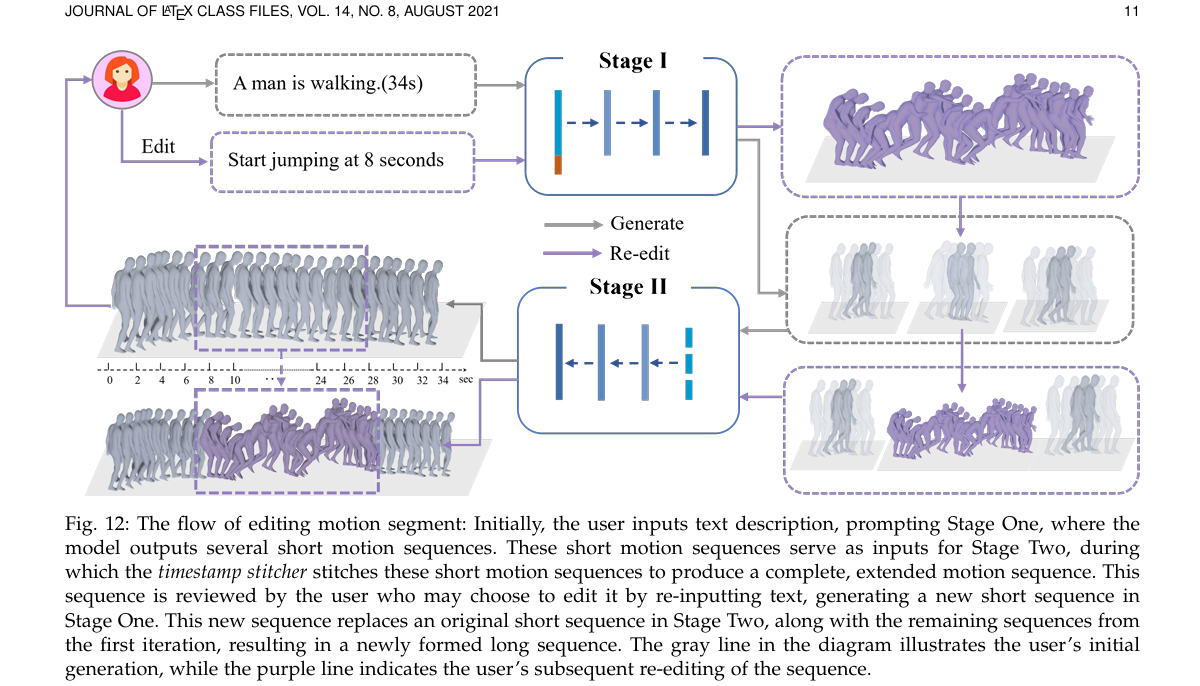 JOURNAL OF LATEX CLASS FILES, VOL. 14, NO. 8, AUGUST 2021
11
A man is walking.(34s)
Edit
Start jumping at 8 seconds
Stage I
Generate
Re-edit
Stage II
0 2 4 6 8 10 .. 24 26 28 30 32 34 sec
Fig. 12: The flow of editing motion segment: Initially, the user inputs text description, prompting Stage One, where the
model outputs several short motion sequences. These short motion sequences serve as inputs for Stage Two, during
which the timestamp stitcher stitches these short motion sequences to produce a complete, extended motion sequence. This
sequence is reviewed by the user who may choose to edit it by re-inputting text, generating a new short sequence in
Stage One. This new sequence replaces an original short sequence in Stage Two, along with the remaining sequences from
the first iteration, resulting in a newly formed long sequence. The gray line in the diagram illustrates the user's initial
generation, while the purple line indicates the user's subsequent re-editing of the sequence.